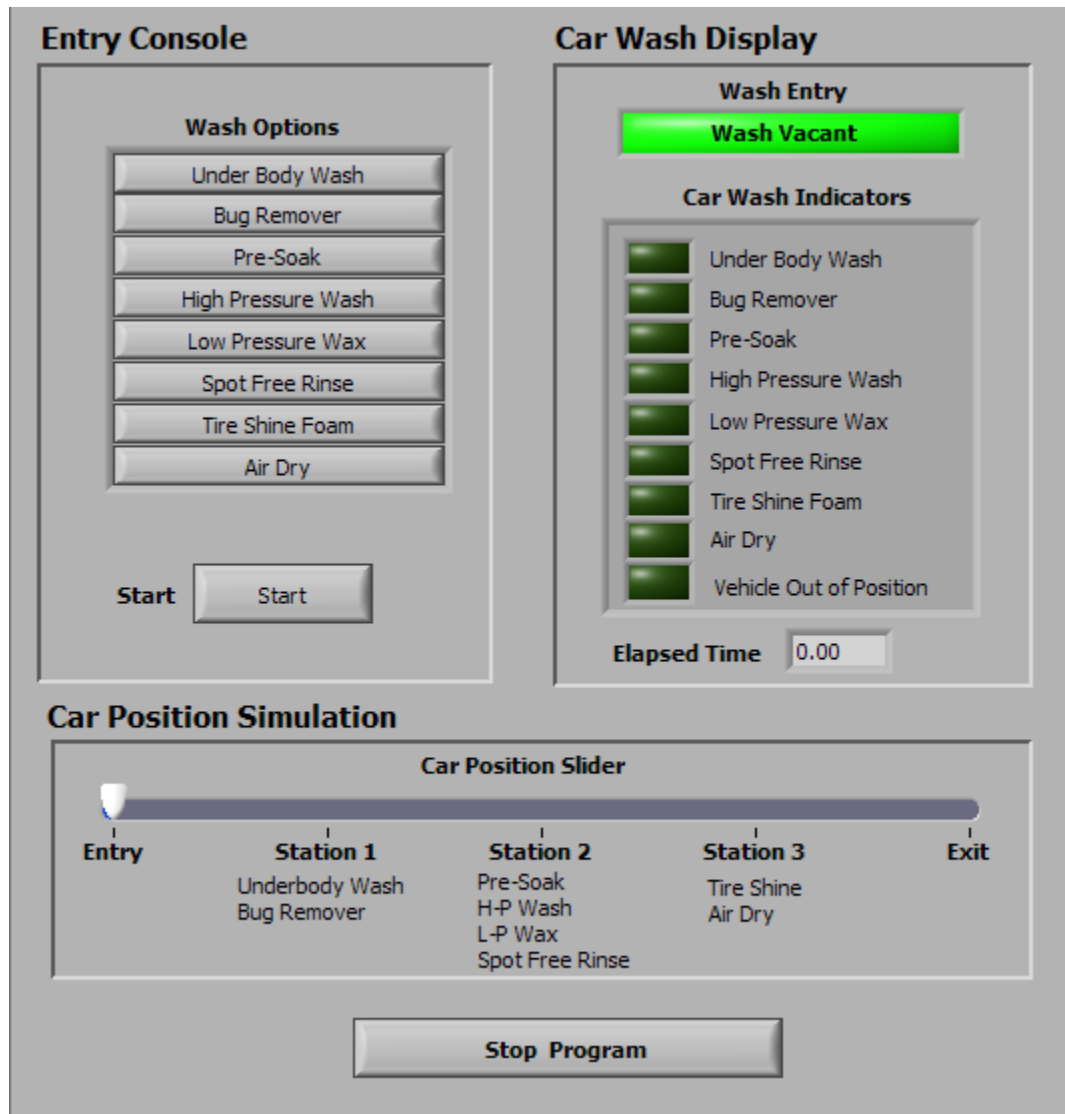 Entry Console
Wash Options
Under Body Wash
Bug Remover
Pre-Soak
High Pressure Wash
Low Pressure Wax
Spot Free Rinse
Tire Shine Foam
Air Dry
Start
Start
Car Wash Display
Wash Entry
Wash Vacant
Car Wash Indicators
Under Body Wash
Bug Remover
Pre-Soak
High Pressure Wash
Low Pressure Wax
Spot Free Rinse
Tire Shine Foam
Air Dry
Vehicle Out of Position
Elapsed Time
0.00
Car Position Simulation
Car Position Slider
Entry
Station 1
Underbody Wash
Bug Remover
Station 2
Pre-Soak
H-P Wash
L-P Wax
Spot Free Rinse
Station 3
Tire Shine
Air Dry
Exit
Stop Program